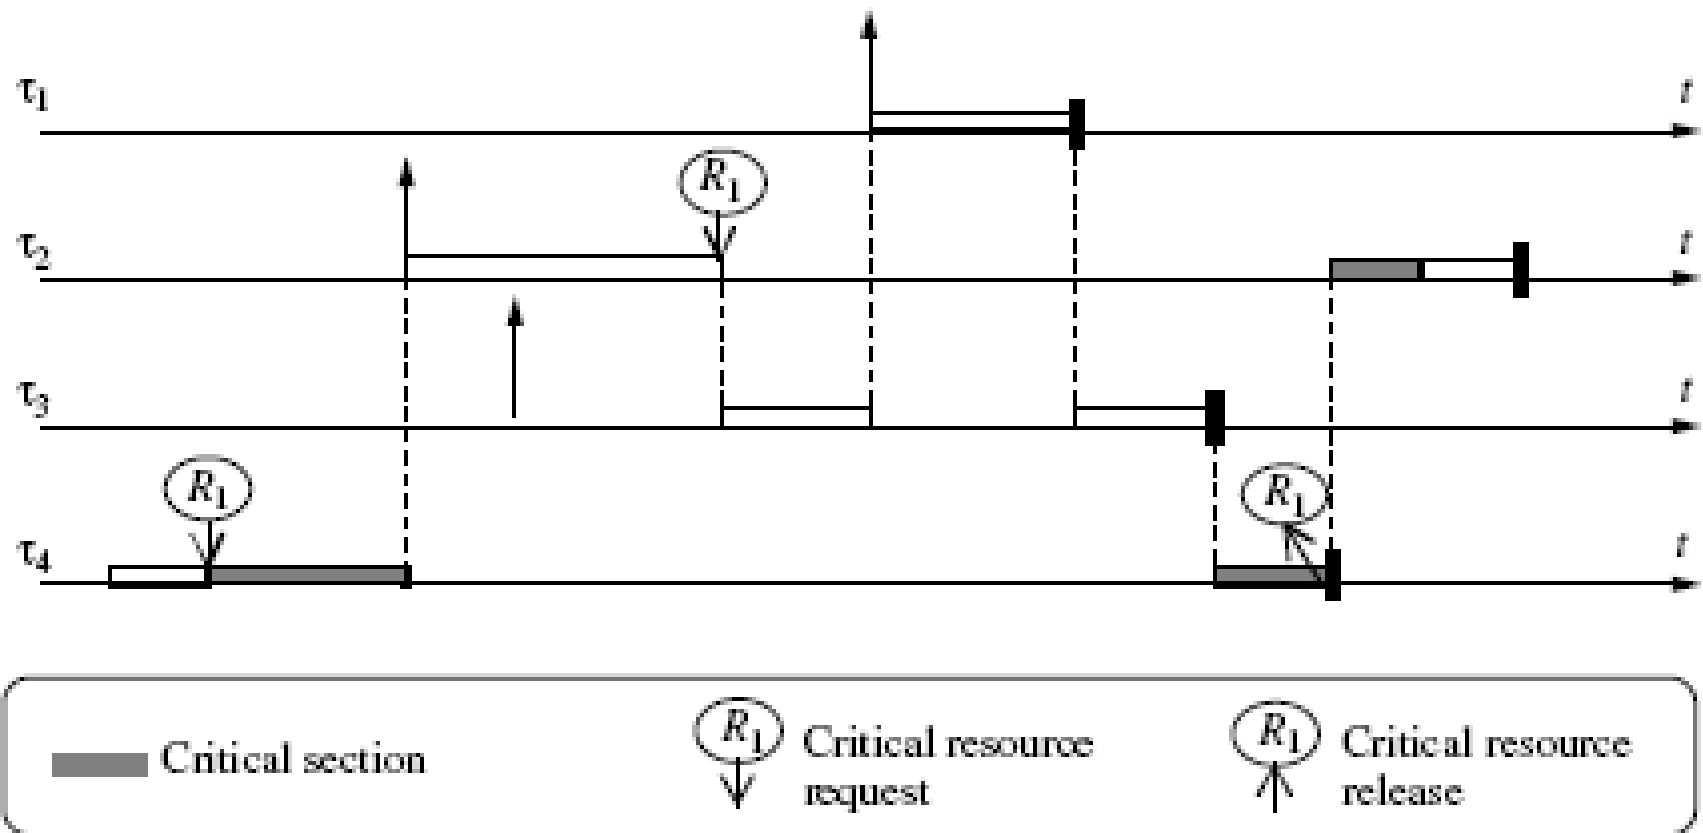 τ1
t
R1
τ2
t
τ3
t
R1
R1
τ4
t
R1
R1
Critical section
Critical resource
request
Critical resource
release